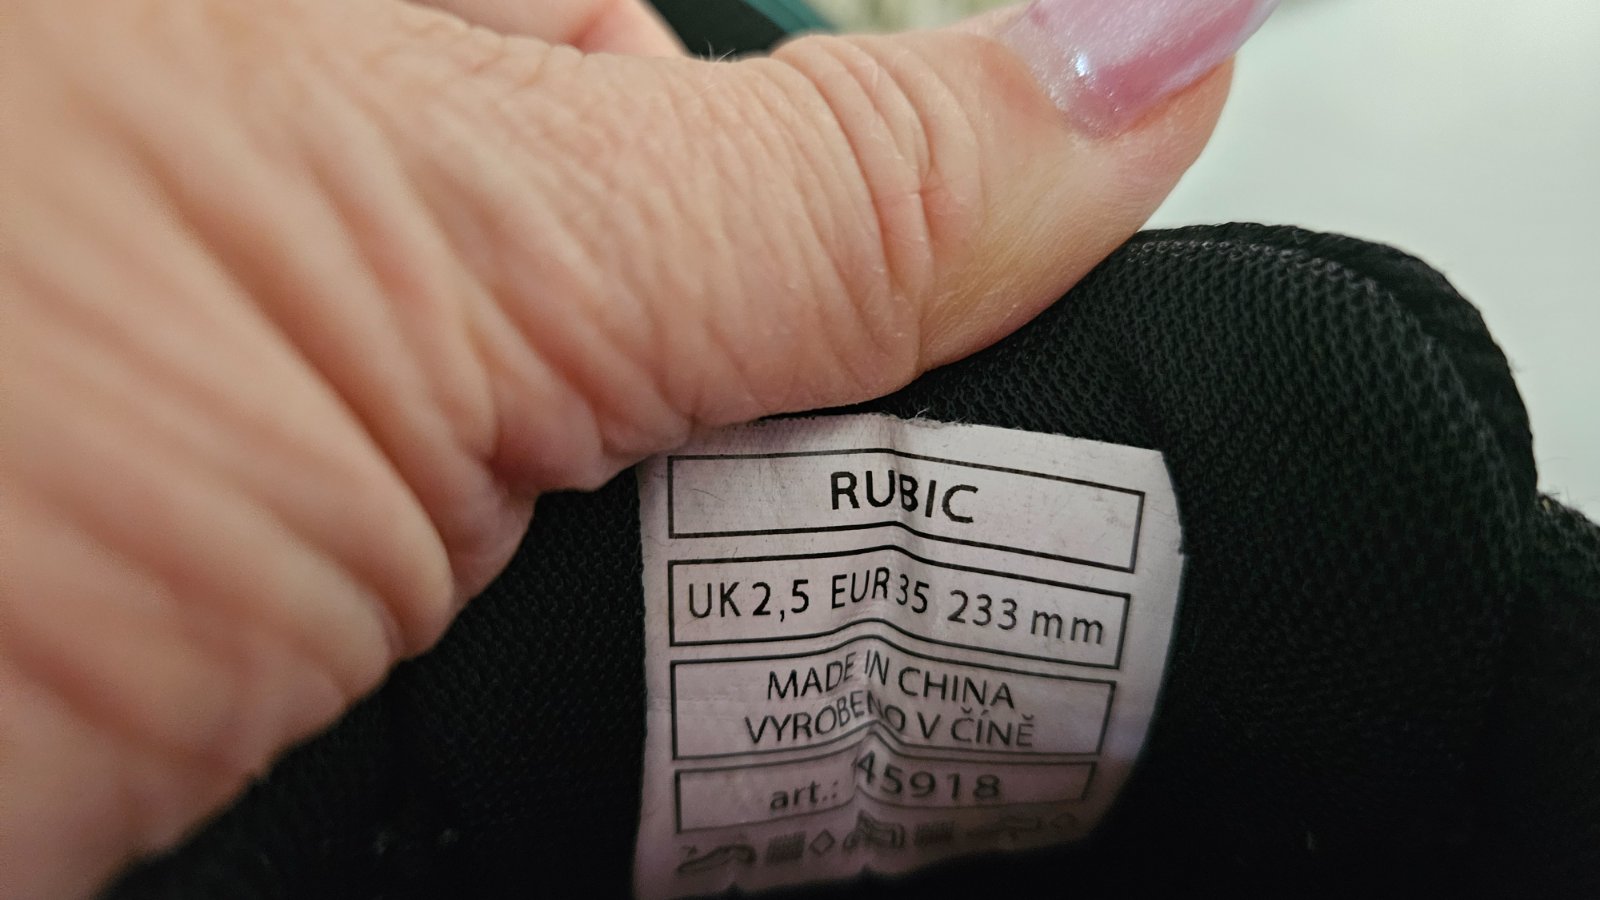 RUBIC
UK 2,5 EUR 35 233 mm
MADE IN CHINA
VYROBENO V ČÍNĚ
art.: 45918